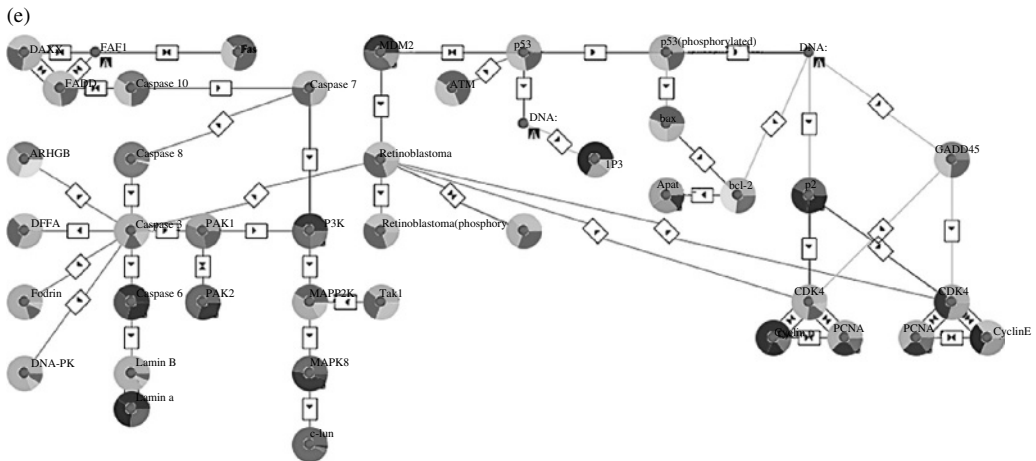 (e)
DAXX
FAF1
Fas
MDM2
p53
p53(phosphorylated)
DNA:
FADD
Caspase 10
Caspase 7
ATM
DNA:
bax
ARHGB
Caspase 8
Retinoblastoma
1P3
GADD45
Apat
bcl-2
p2
DFFA
Caspase 3
PAK1
P3K
Retinoblastoma(phosphory
Fodrin
Caspase 6
PAK2
MAPP2K
Tak1
CDK4
CDK4
PCNA
PCNA
CyclinE
DNA-PK
Lamin B
MAPK8
Lamin a
c-Jun